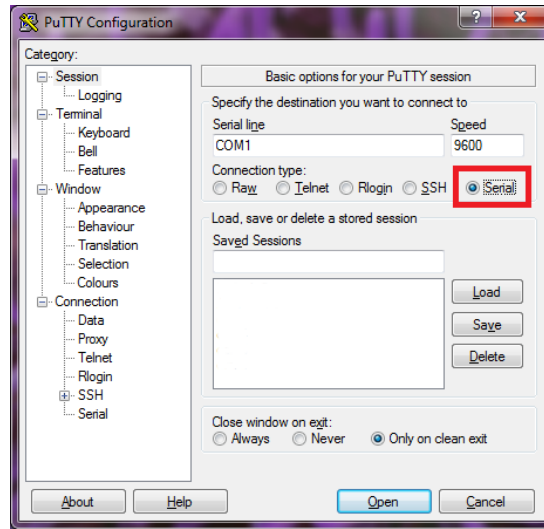 PuTTY Configuration
?
X
Category:
Session
Logging
Terminal
Keyboard
Bell
Features
Window
Appearance
Behaviour
Translation
Selection
Colours
Connection
Data
Proxy
Telnet
Rlogin
SSH
Serial
Basic options for your PuTTY session
Specify the destination you want to connect to
Serial line Speed
COM1 9600
Connection type:
Raw Telnet Rlogin SSH Serial
Load, save or delete a stored session
Saved Sessions
Load
Save
Delete
Close window on exit:
Always Never Only on clean exit
About Help Open Cancel